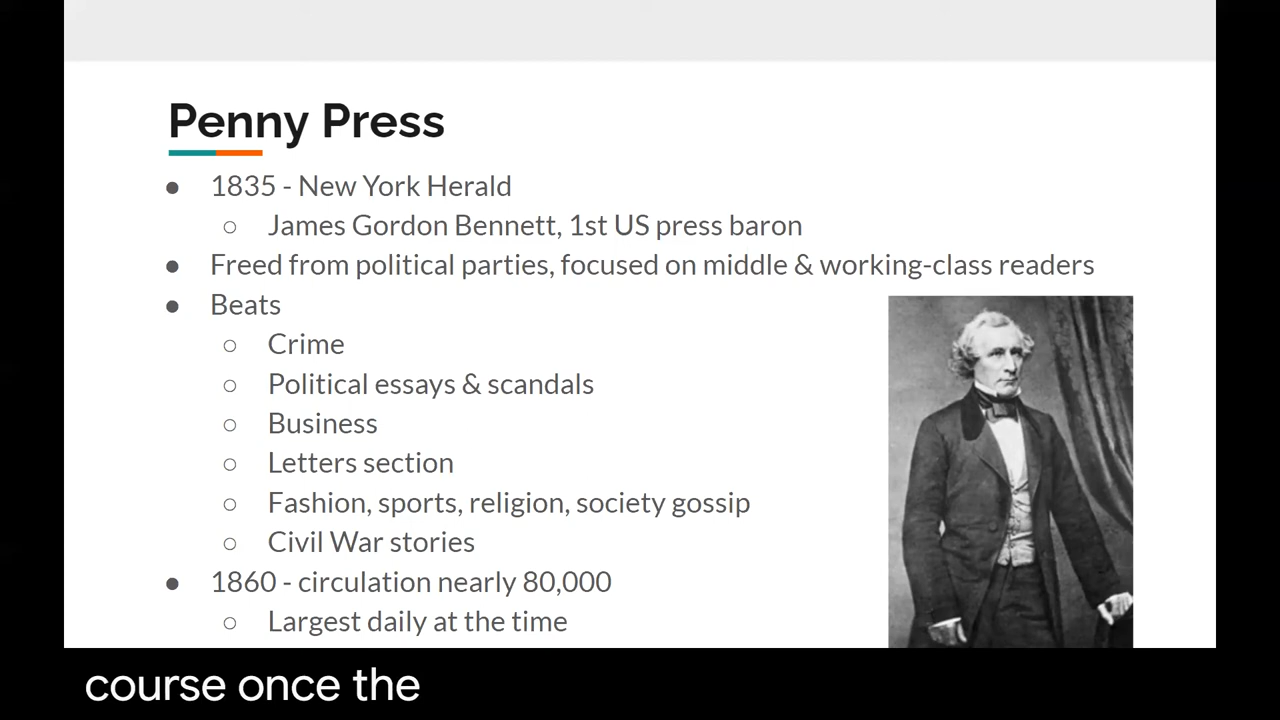 Penny Press
● 1835 - New York Herald
○ James Gordon Bennett, 1st US press baron
● Freed from political parties, focused on middle & working-class readers
● Beats
○ Crime
○ Political essays & scandals
○ Business
○ Letters section
○ Fashion, sports, religion, society gossip
○ Civil War stories
● 1860 - circulation nearly 80,000
○ Largest daily at the time
course once the